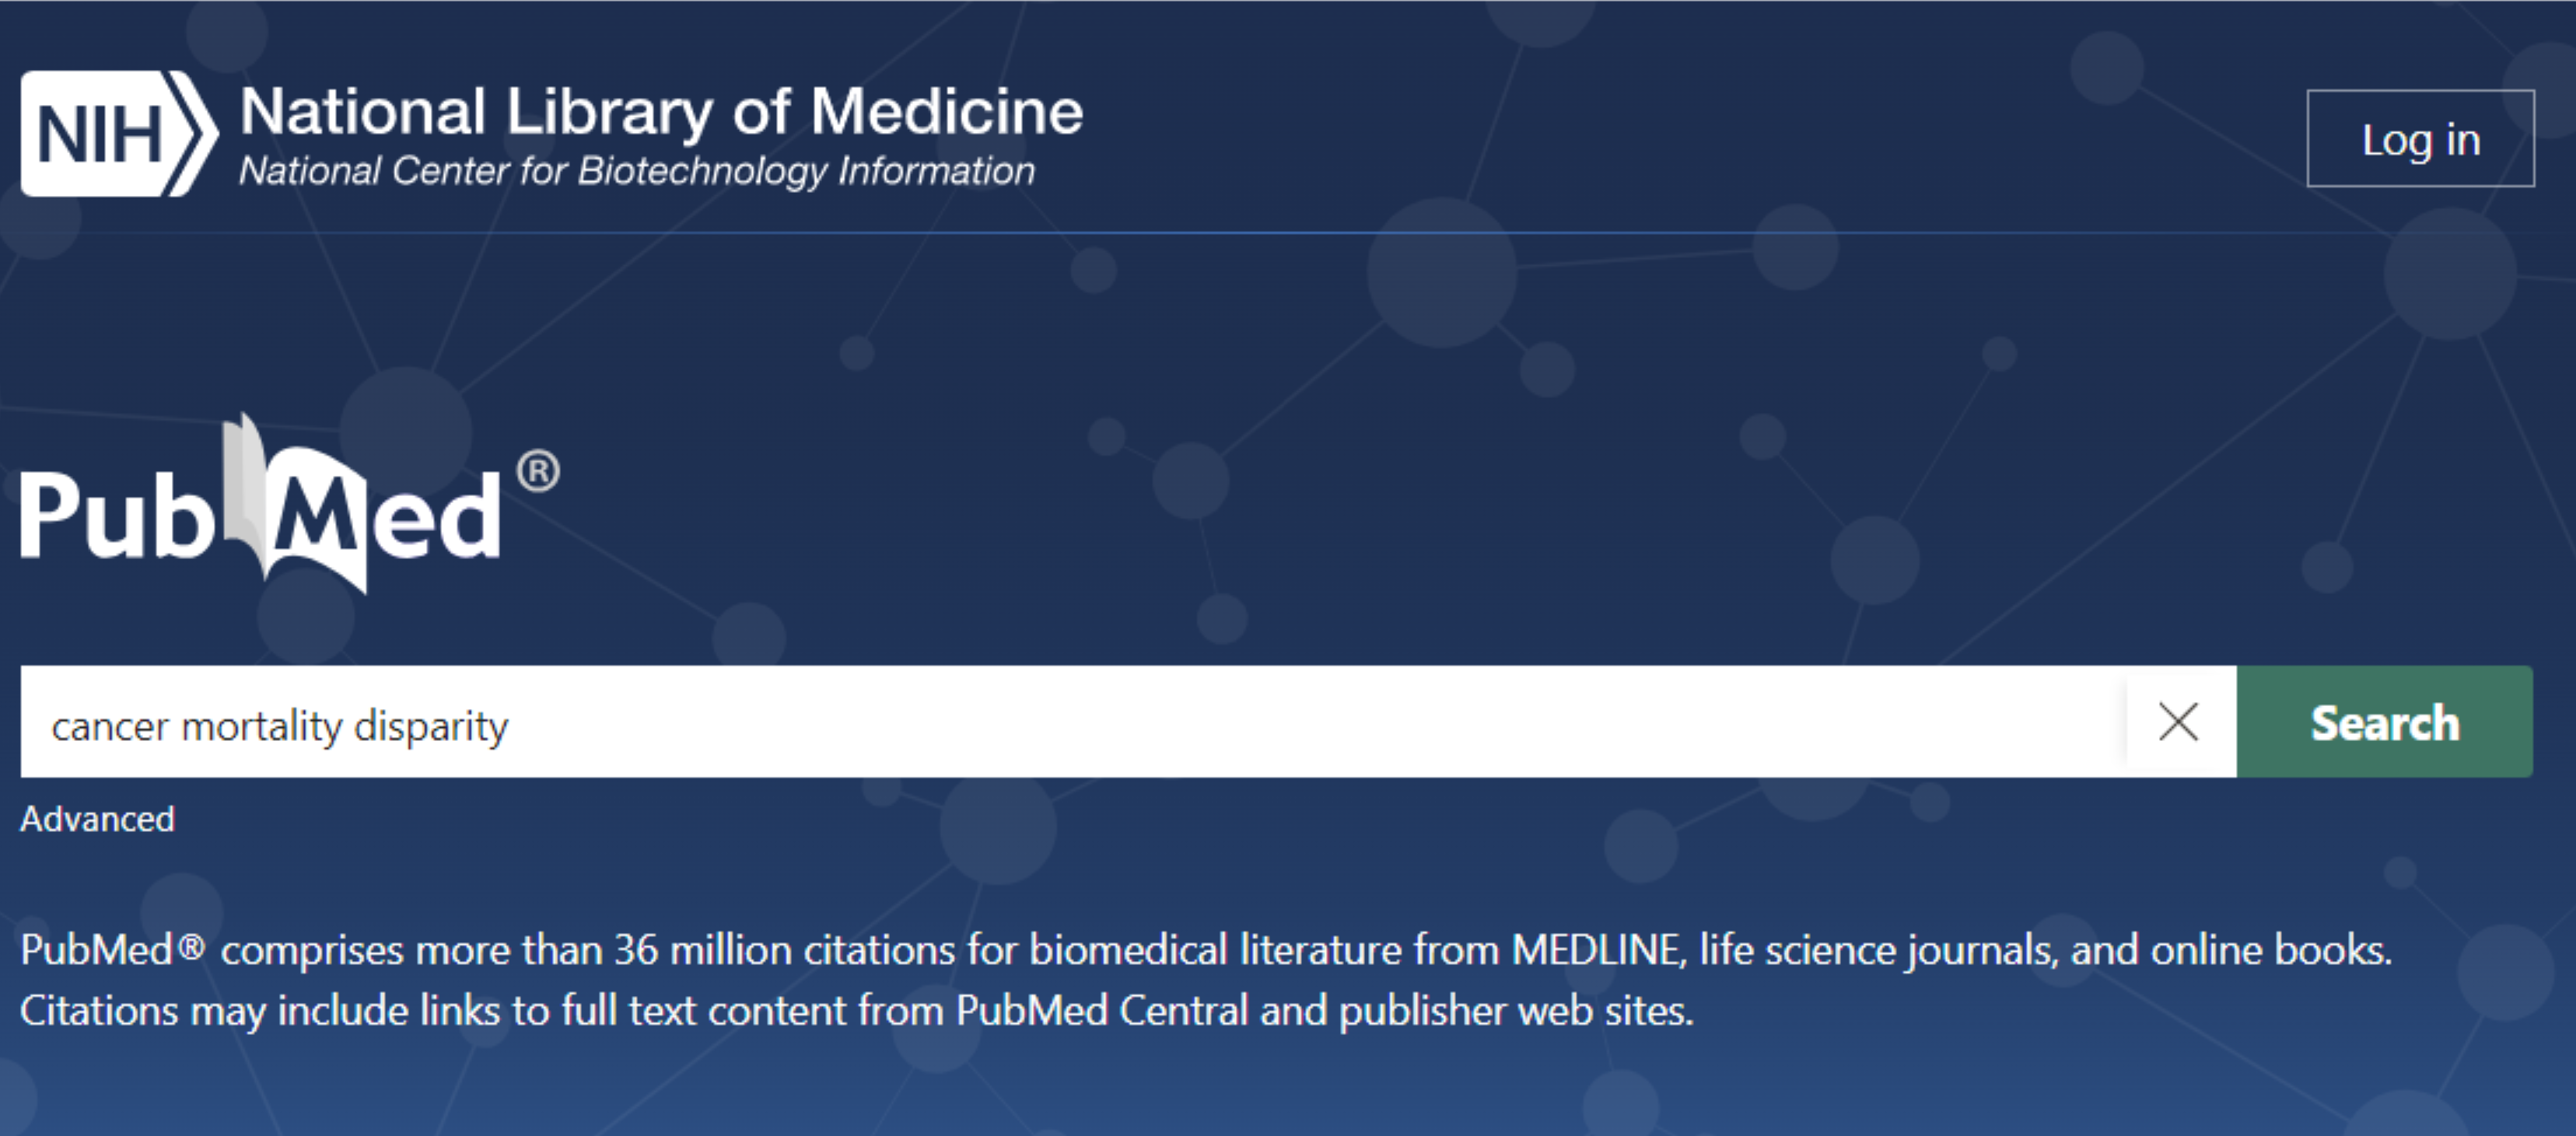 NIH National Library of Medicine
National Center for Biotechnology Information
Log in
PubMed®
cancer mortality disparity
Search
Advanced
PubMed® comprises more than 36 million citations for biomedical literature from MEDLINE, life science journals, and online books.
Citations may include links to full text content from PubMed Central and publisher web sites.